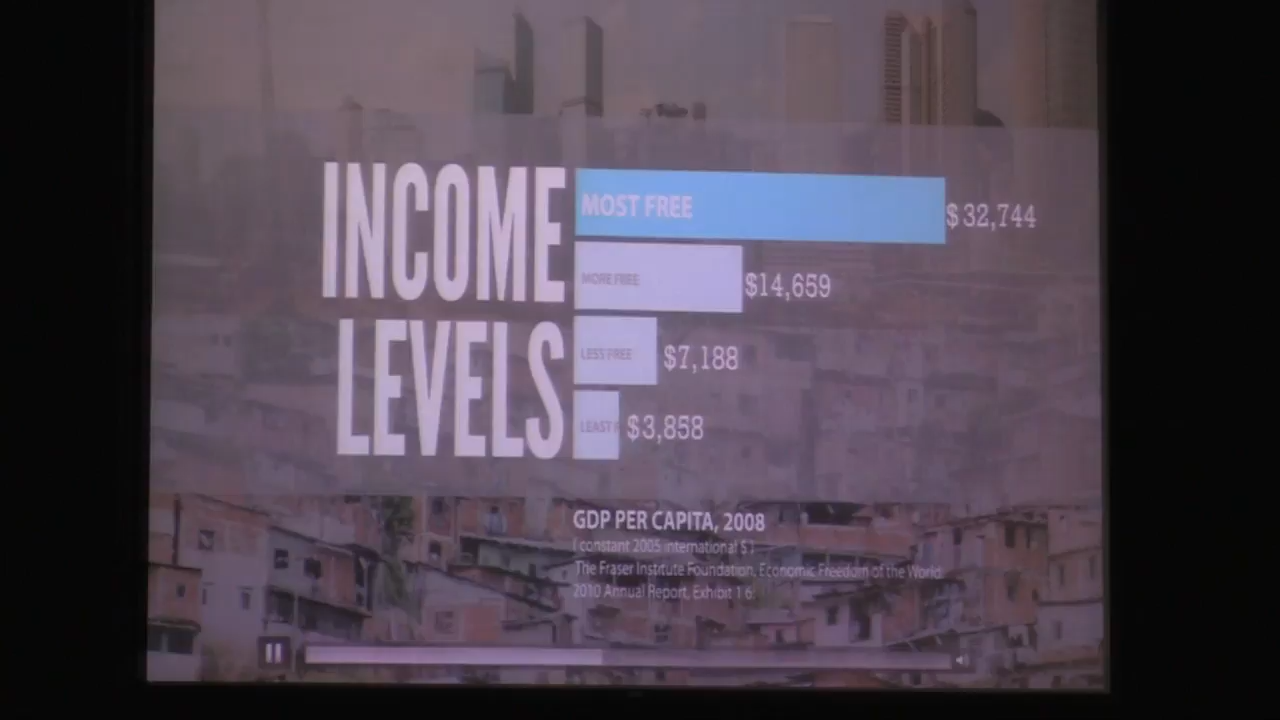 INCOME
LEVELS
MOST FREE
$32,744
MORE FREE
$14,659
LESS FREE
$7,188
LEAST F
$3,858
GDP PER CAPITA, 2008
[ constant 2005 international $ ]
The Fraser Institute Foundation, Economic Freedom of the World
2010 Annual Report, Exhibit 1.6